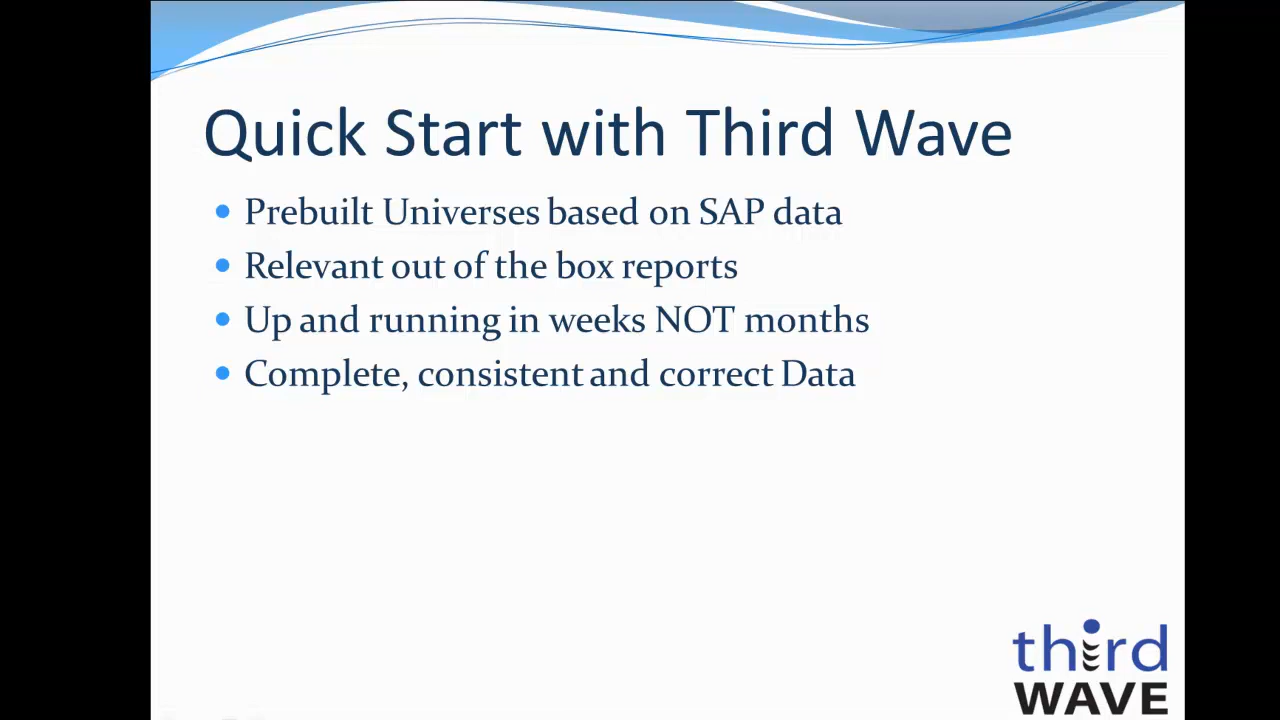 Quick Start with Third Wave
Prebuilt Universes based on SAP data
Relevant out of the box reports
Up and running in weeks NOT months
Complete, consistent and correct Data
third
WAVE